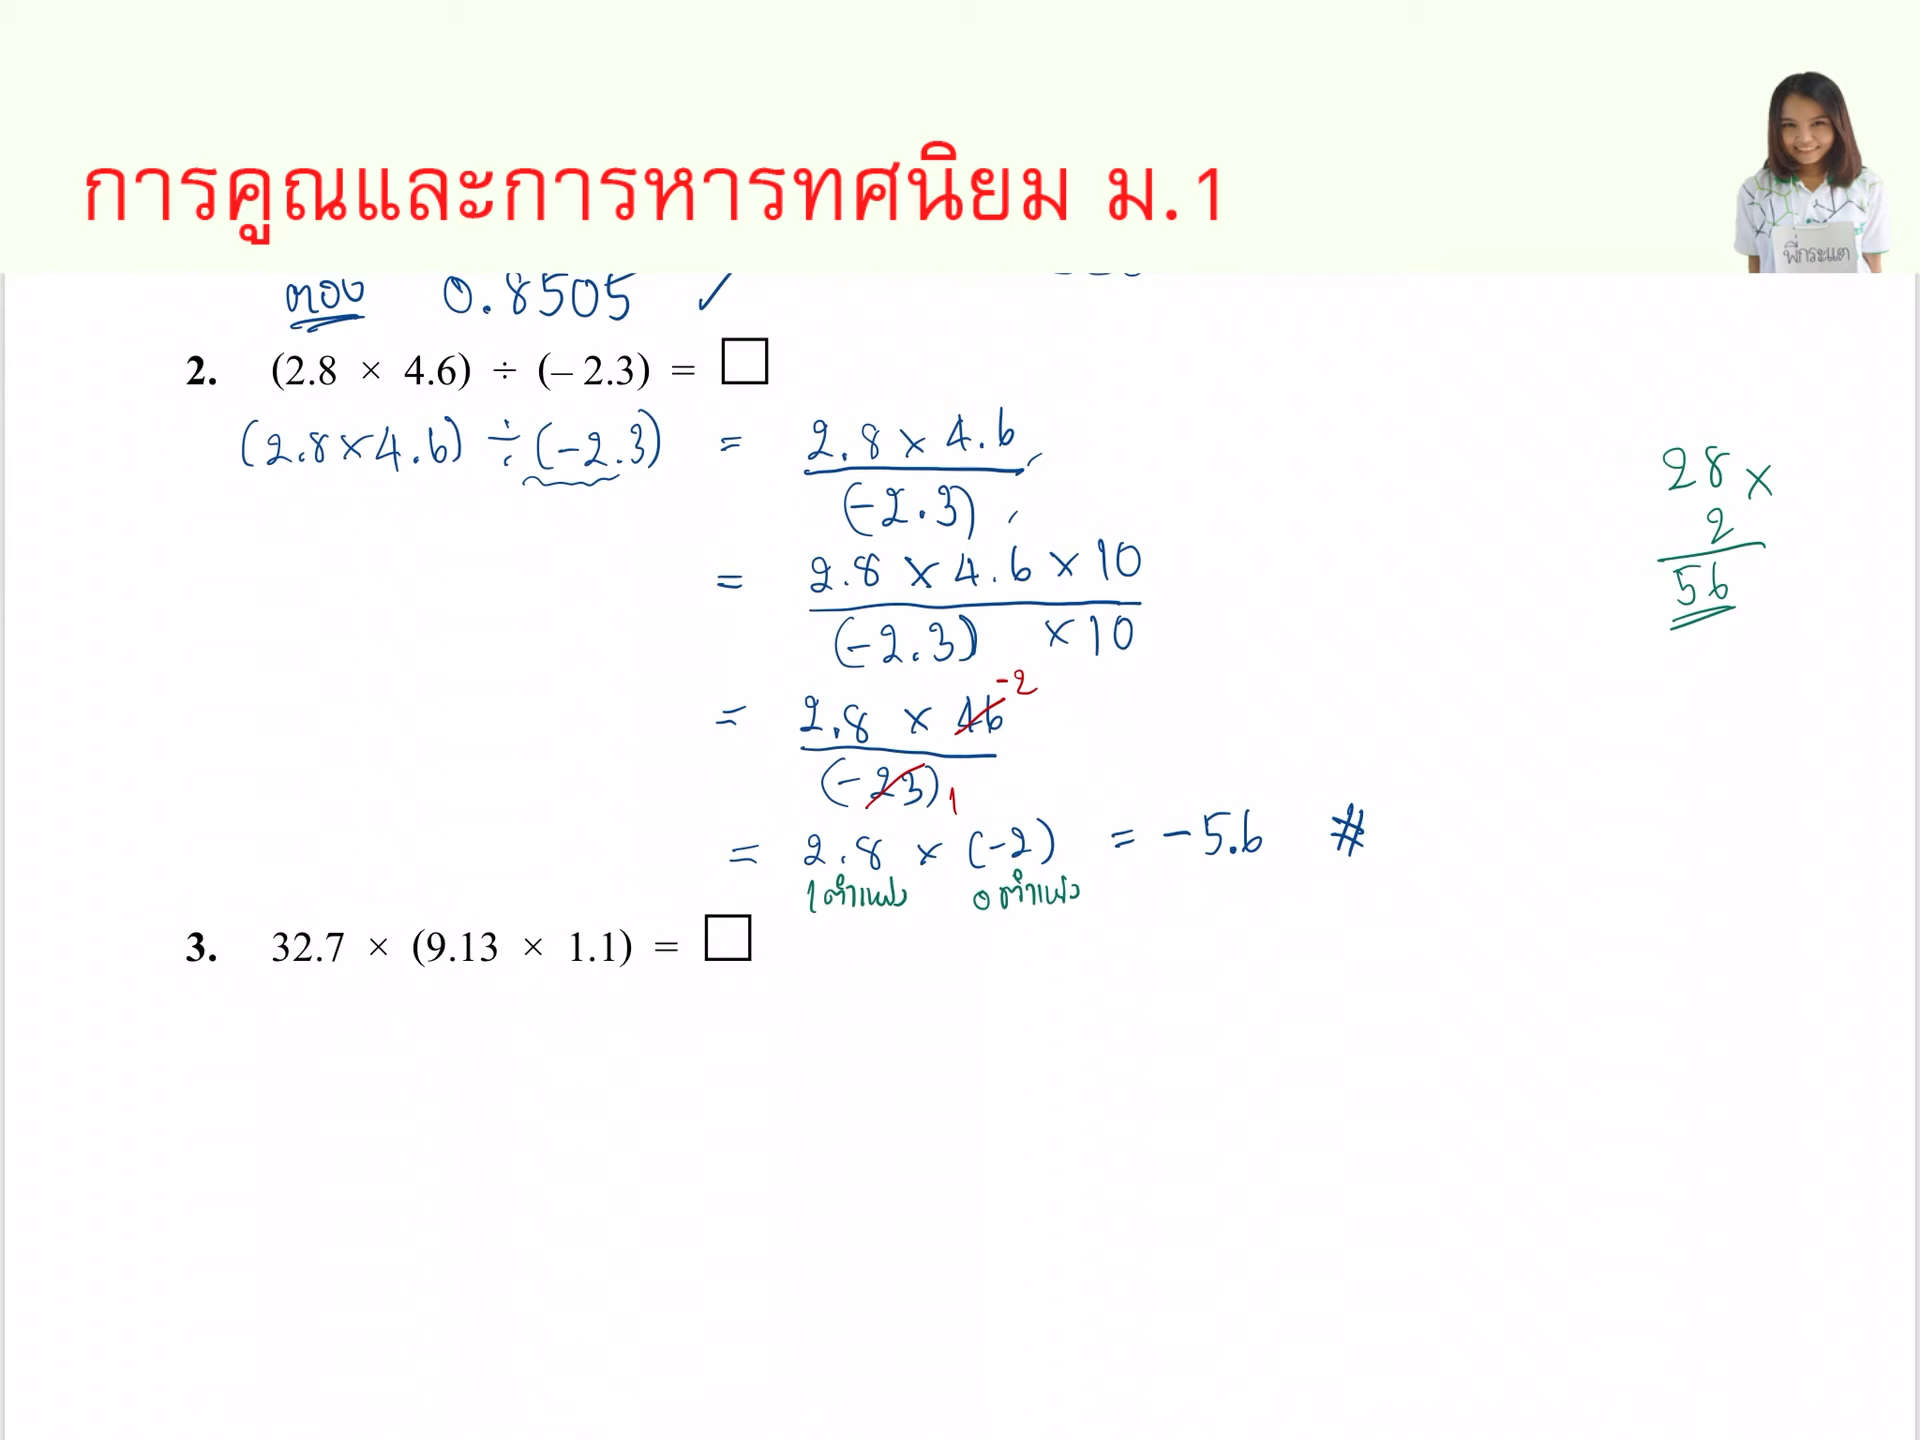 การคูณและการหารทศนิยม ม.1
พี่กระแต
ตอบ 0.8505 ✓
2. (2.8 × 4.6) ÷ (– 2.3) = □
(2.8×4.6) ÷ (-2.3) = 2.8 × 4.6
(-2.3)
= 2.8 × 4.6 × 10
(-2.3) × 10
-2
= 2.8 × 46
(-23) 1
= 2.8 × (-2) = -5.6 #
1 ตำแหน่ง 0 ตำแหน่ง
28 ×
2
56
3. 32.7 × (9.13 × 1.1) = □